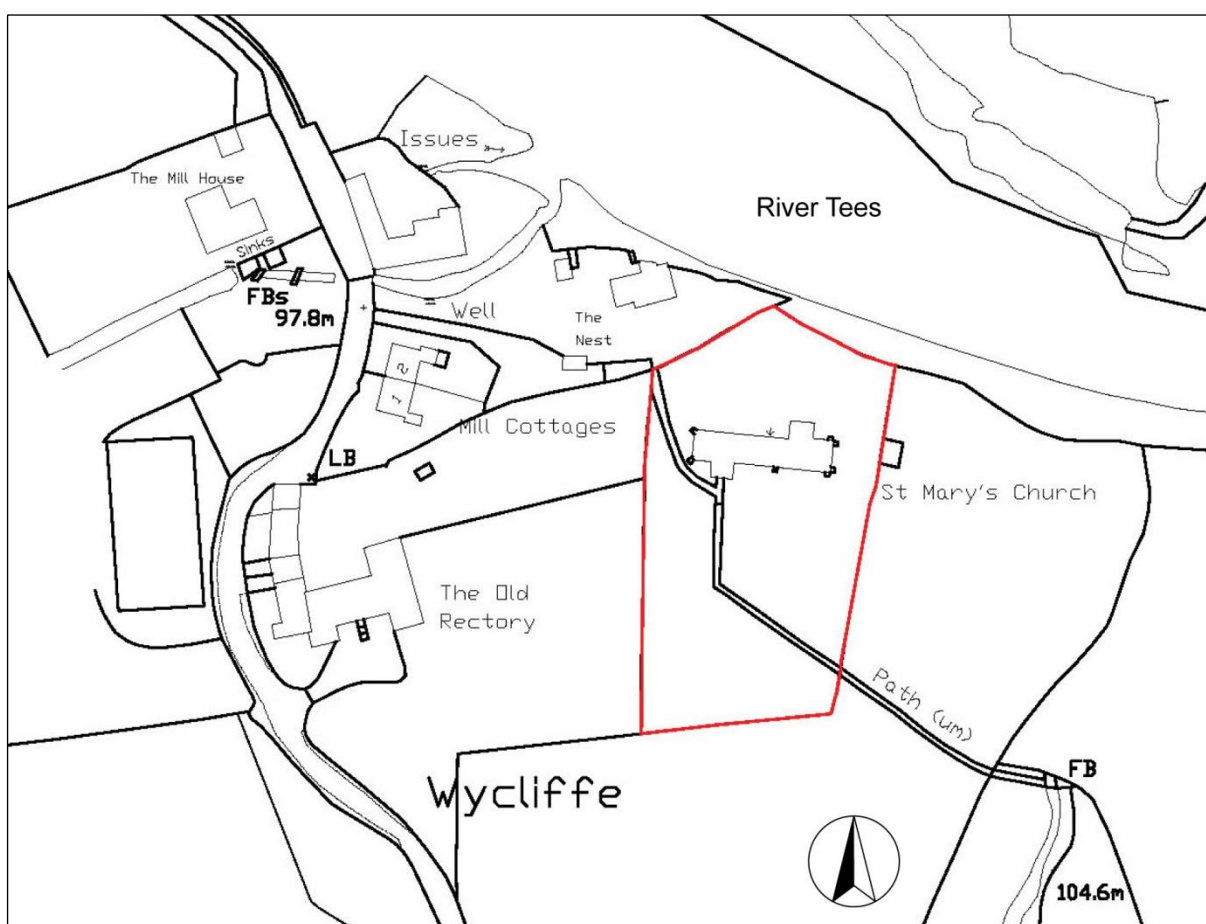 Issues
The Mill House
River Tees
Sinks
FBs
97.8m
Well
The
Nest
2
1
Mill Cottages
LB
St Mary's Church
The Old
Rectory
Path (um)
FB
Wycliffe
104.6m